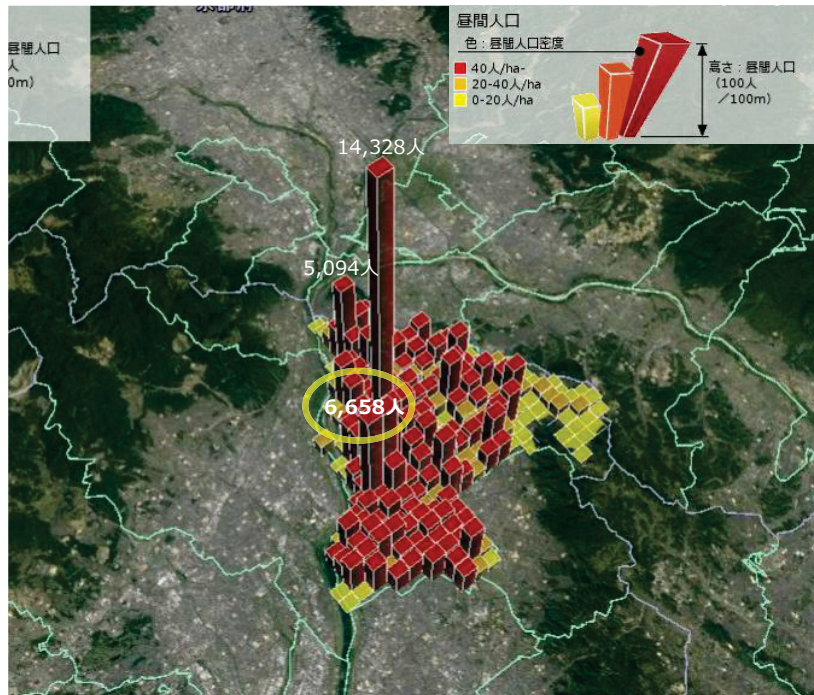 昼間人口
人
0m）
昼間人口
色：昼間人口密度
40人/ha-
20-40人/ha
0-20人/ha
高さ：昼間人口
（100人
／100m）
14,328人
5,094人
6,658人